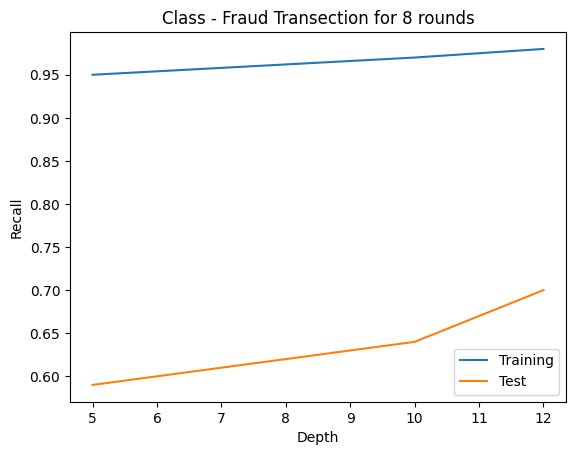 Class - Fraud Transection for 8 rounds
Recall
0.95
0.90
0.85
0.80
0.75
0.70
0.65
0.60
Training
Test
5 6 7 8 9 10 11 12
Depth